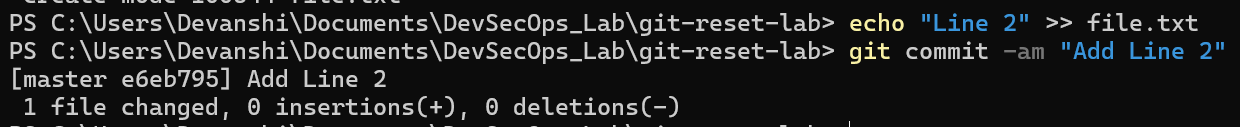 PS C:\Users\Devanshi\Documents\DevSecOps_Lab\git-reset-lab> echo "Line 2" >> file.txt
PS C:\Users\Devanshi\Documents\DevSecOps_Lab\git-reset-lab> git commit -am "Add Line 2"
[master e6eb795] Add Line 2
 1 file changed, 0 insertions(+), 0 deletions(-)